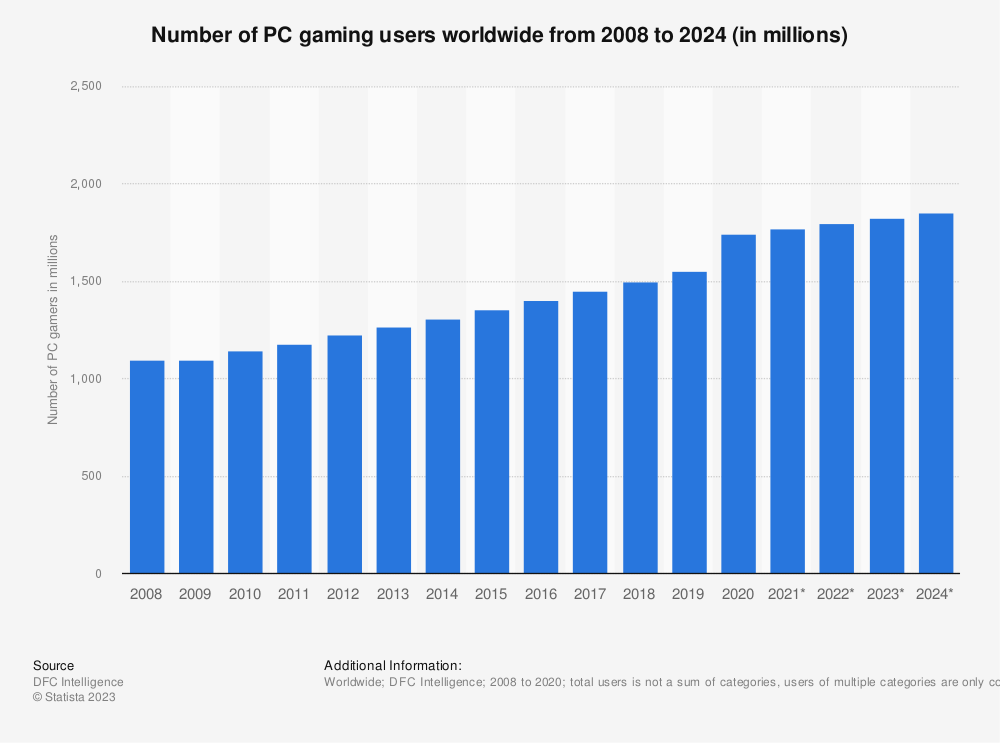 Number of PC gaming users worldwide from 2008 to 2024 (in millions)
2,500
2,000
1,500
1,000
500
0
Number of PC gamers in millions
2008 2009 2010 2011 2012 2013 2014 2015 2016 2017 2018 2019 2020 2021* 2022* 2023* 2024*
Source
DFC Intelligence
© Statista 2023
Additional Information:
Worldwide; DFC Intelligence; 2008 to 2020; total users is not a sum of categories, users of multiple categories are only